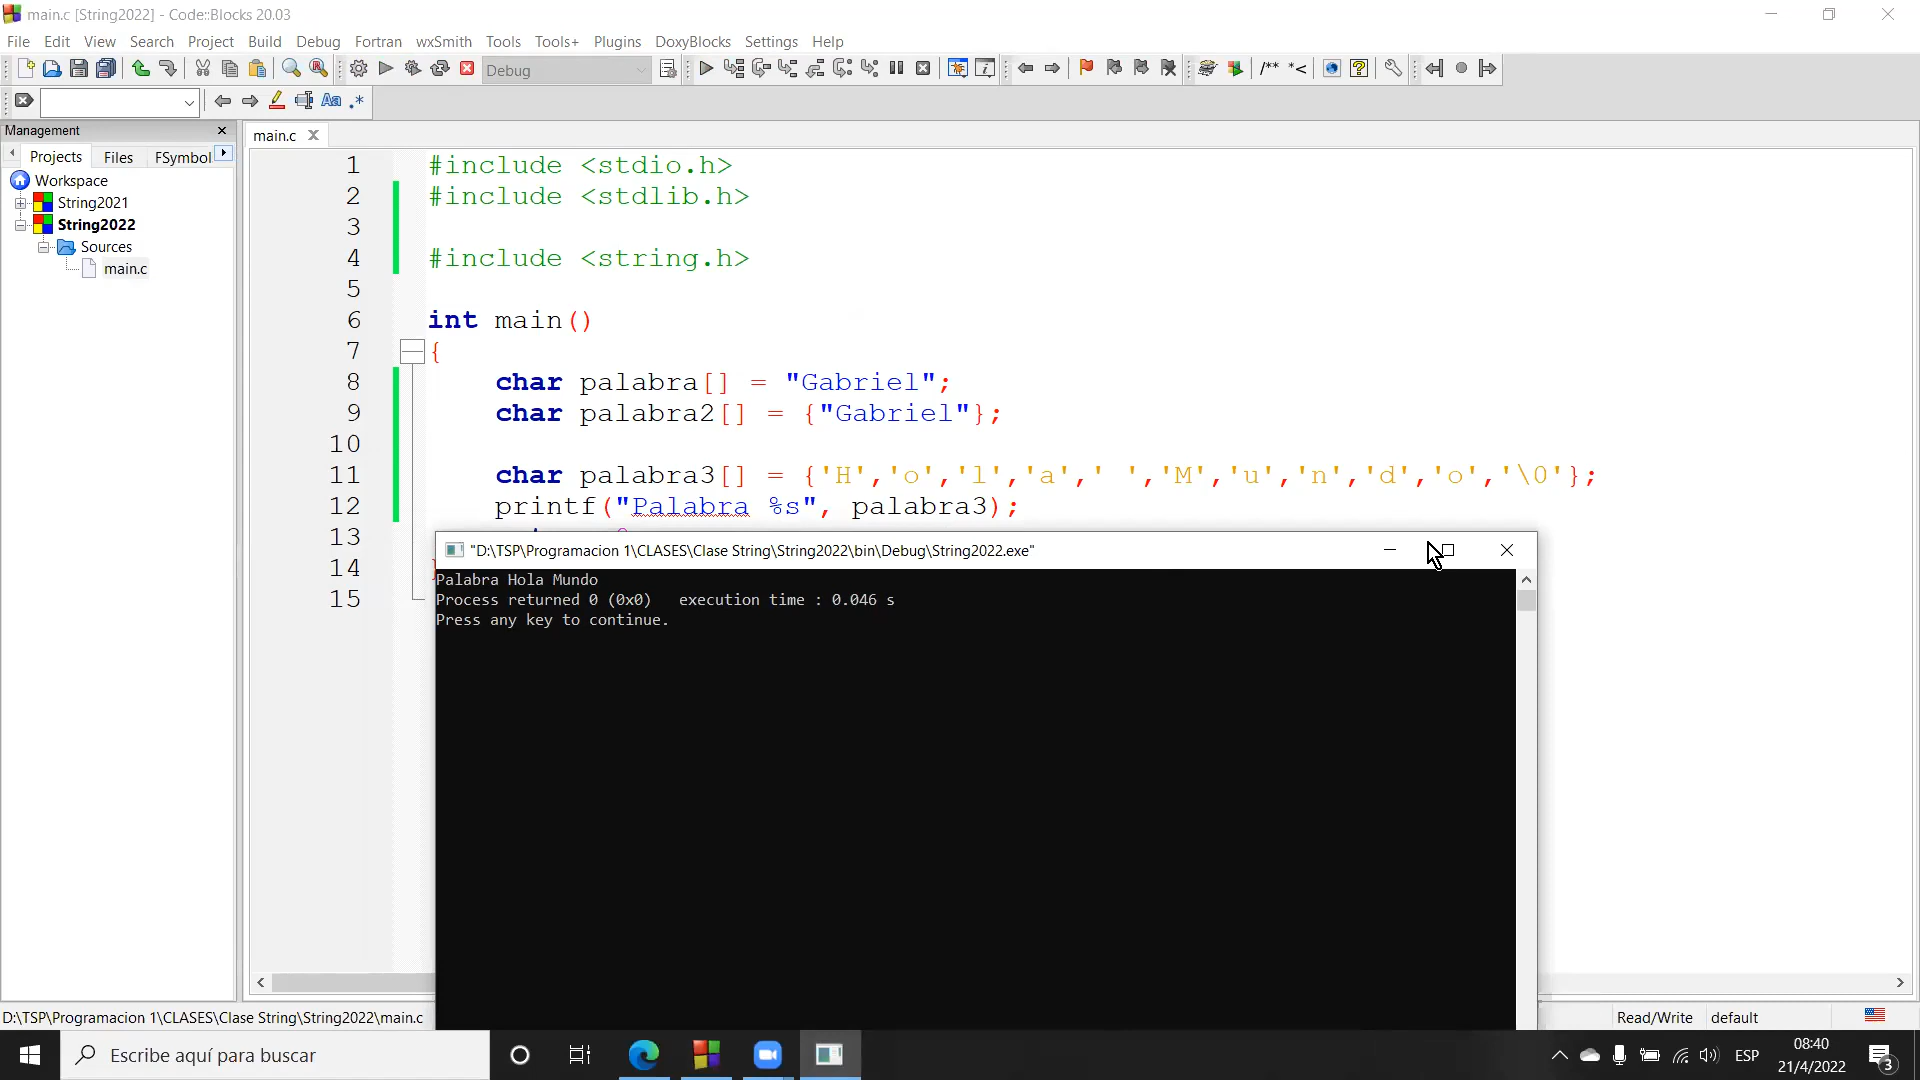 main.c [String2022] - Code::Blocks 20.03
File Edit View Search Project Build Debug Fortran wxSmith Tools Tools+ Plugins DoxyBlocks Settings Help
Debug
/** *<
Aa .*
Management
main.c
Projects Files FSymbol
Workspace
String2021
String2022
Sources
main.c
1 #include <stdio.h>
2 #include <stdlib.h>
3
4 #include <string.h>
5
6 int main()
7 {
8 char palabra[] = "Gabriel";
9 char palabra2[] = {"Gabriel"};
10
11 char palabra3[] = {'H','o','l','a',' ','M','u','n','d','o','\0'};
12 printf("Palabra %s", palabra3);
13
14
15
"D:\TSP\Programacion 1\CLASES\Clase String\String2022\bin\Debug\String2022.exe"
Palabra Hola Mundo
Process returned 0 (0x0) execution time : 0.046 s
Press any key to continue.
D:\TSP\Programacion 1\CLASES\Clase String\String2022\main.c
Read/Write default
Escribe aquí para buscar
ESP
08:40
21/4/2022
3